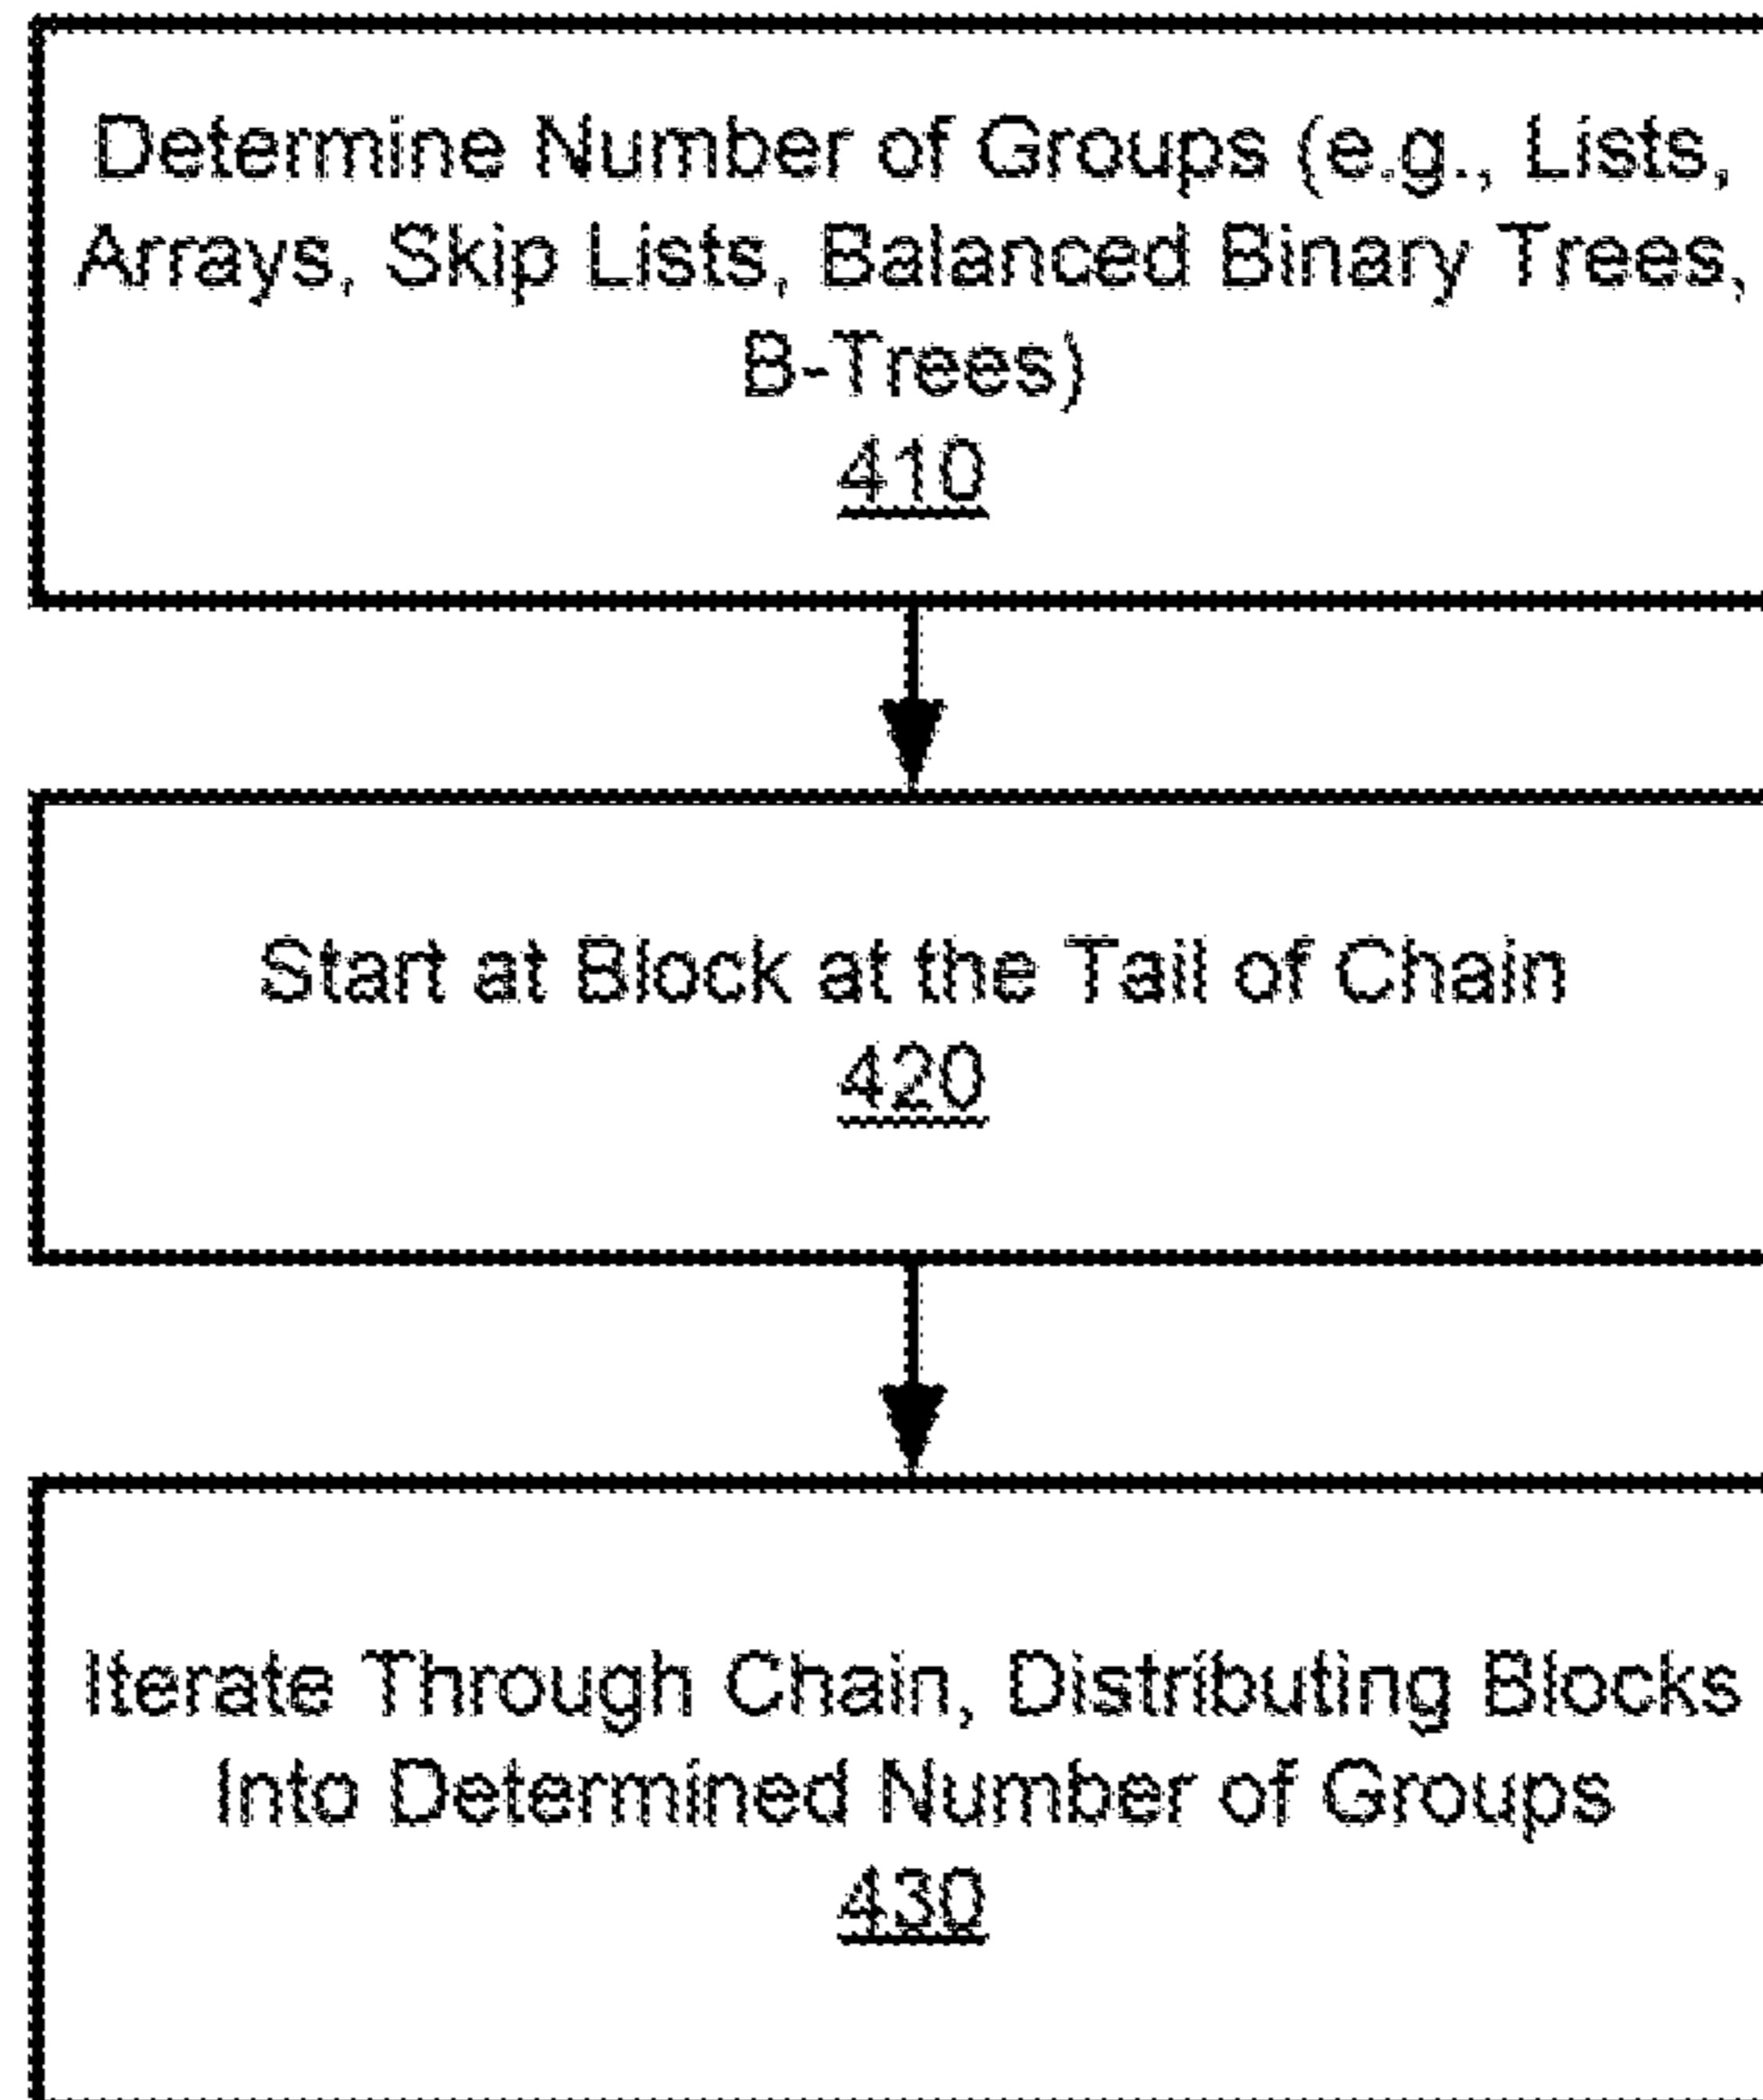 Determine Number of Groups (e.g., Lists,
Arrays, Skip Lists, Balanced Binary Trees,
B-Trees)
410
Start at Block at the Tail of Chain
420
Iterate Through Chain, Distributing Blocks
Into Determined Number of Groups
430